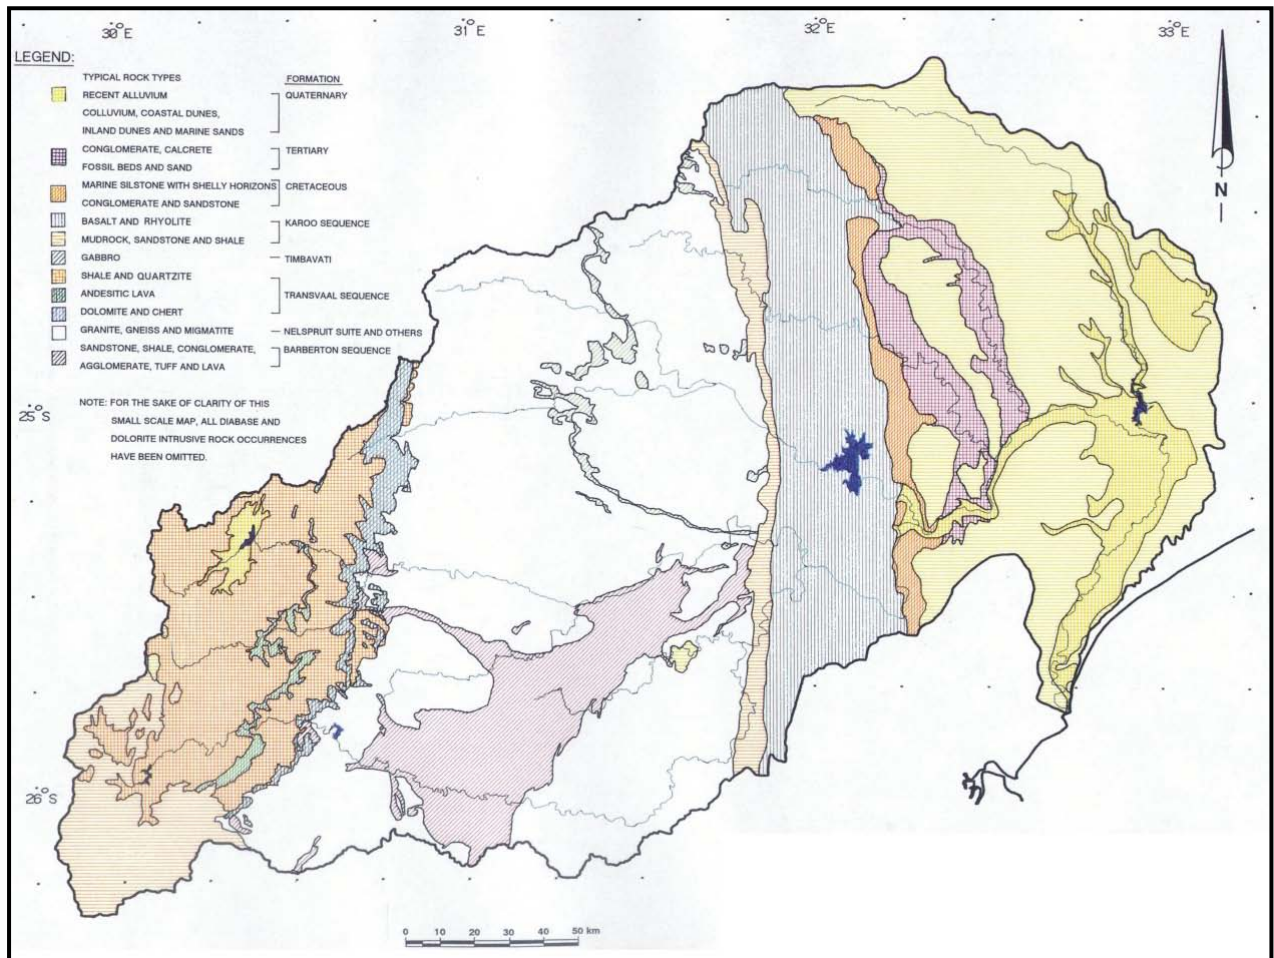 30°E 31°E 32°E 33°E
LEGEND:
TYPICAL ROCK TYPES FORMATION
RECENT ALLUVIUM QUATERNARY
COLLUVIUM, COASTAL DUNES,
INLAND DUNES AND MARINE SANDS
CONGLOMERATE, CALCRETE TERTIARY
FOSSIL BEDS AND SAND
MARINE SILSTONE WITH SHELLY HORIZONS CRETACEOUS
CONGLOMERATE AND SANDSTONE
BASALT AND RHYOLITE KAROO SEQUENCE
MUDROCK, SANDSTONE AND SHALE
GABBRO TIMBAVATI
SHALE AND QUARTZITE
ANDESITIC LAVA TRANSVAAL SEQUENCE
DOLOMITE AND CHERT
GRANITE, GNEISS AND MIGMATITE NELSPRUIT SUITE AND OTHERS
SANDSTONE, SHALE, CONGLOMERATE, BARBERTON SEQUENCE
AGGLOMERATE, TUFF AND LAVA
NOTE: FOR THE SAKE OF CLARITY OF THIS
SMALL SCALE MAP, ALL DIABASE AND
DOLORITE INTRUSIVE ROCK OCCURRENCES
HAVE BEEN OMITTED.
N
25°S
26°S
0 10 20 30 40 50 km